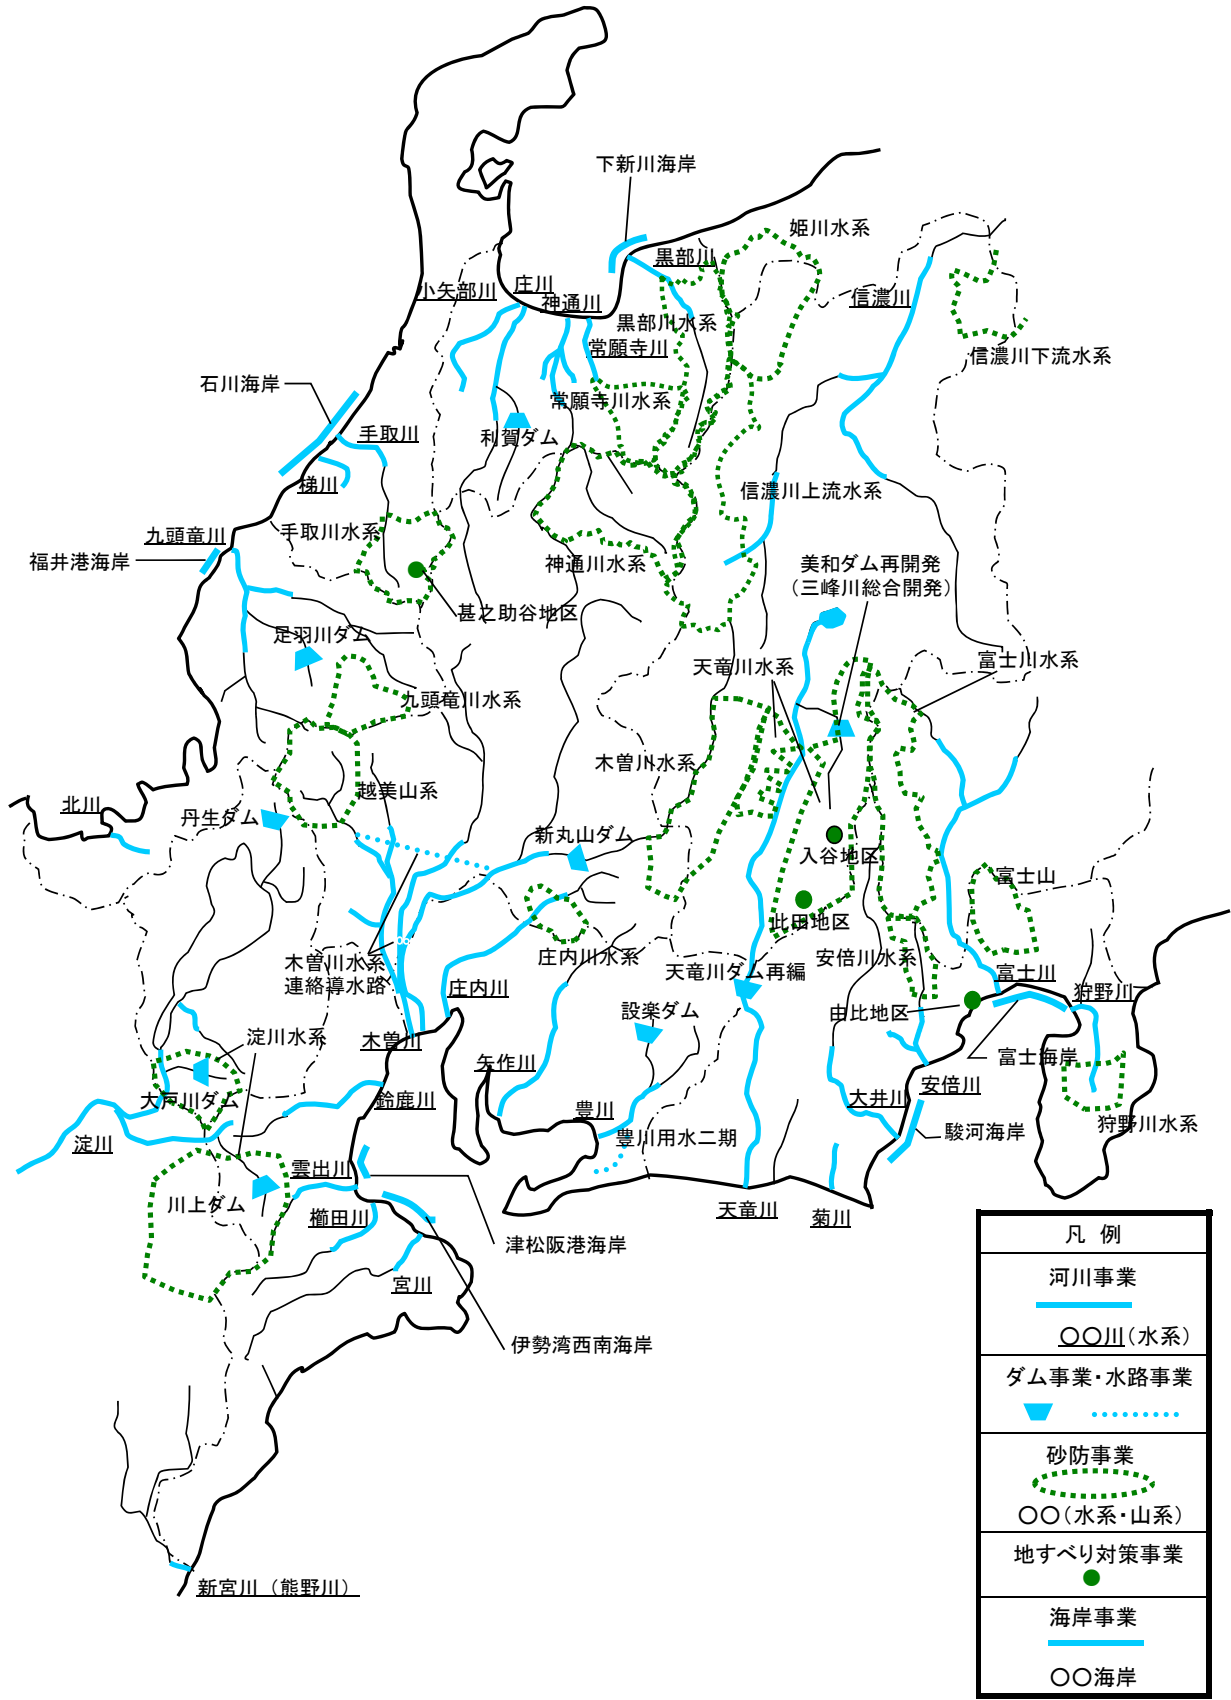 下新川海岸
姫川水系
黒部川
庄川
小矢部川
神通川
信濃川
黒部川水系
常願寺川
信濃川下流水系
石川海岸
常願寺川水系
手取川
利賀ダム
梯川
信濃川上流水系
手取川水系
九頭竜川
福井港海岸
神通川水系
美和ダム再開発
(三峰川総合開発)
甚之助谷地区
足羽川ダム
天竜川水系
富士川水系
九頭竜川水系
木曽川水系
越美山系
北川
丹生ダム
新丸山ダム
入谷地区
富士山
此田地区
庄内川水系
安倍川水系
木曽川水系
連絡導水路
天竜川ダム再編
富士川
庄内川
狩野川
設楽ダム
由比地区
淀川水系
木曽川
矢作川
富士海岸
安倍川
大戸川ダム
鈴鹿川
大井川
豊川
狩野川水系
淀川
豊川用水二期
駿河海岸
雲出川
川上ダム
櫛田川
天竜川
菊川
津松阪港海岸
宮川
伊勢湾西南海岸
新宮川（熊野川）
凡 例
河川事業
○○川(水系)
ダム事業・水路事業
砂防事業
○○(水系・山系)
地すべり対策事業
海岸事業
○○海岸